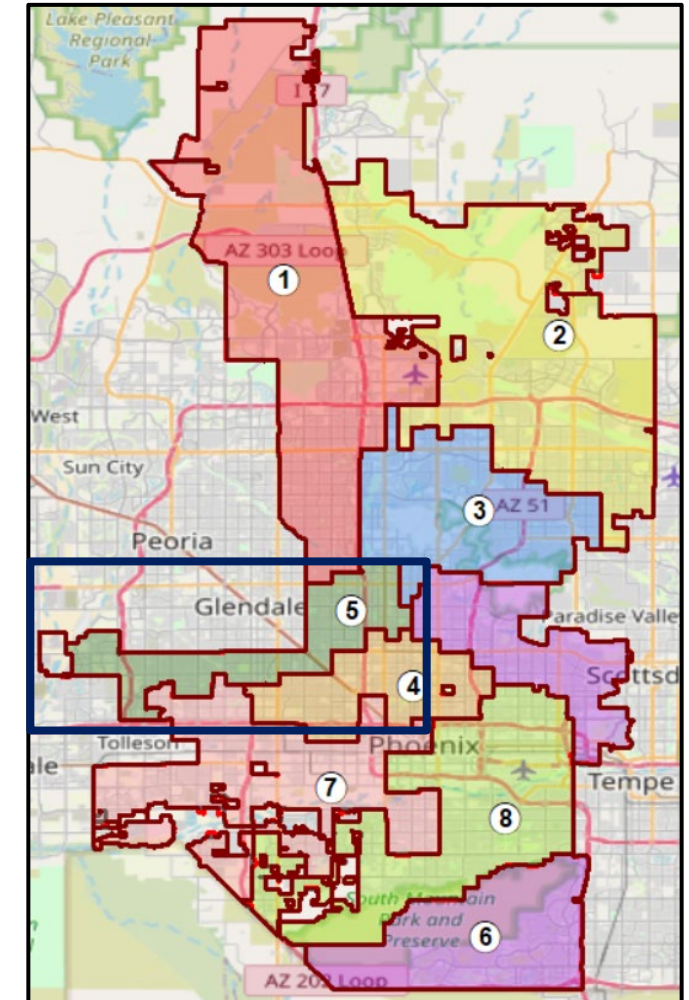 Lake Pleasant
Regional
Park
I 17
AZ 303 Loop
1
2
West
Sun City
3
AZ 51
Peoria
Glendale
5
Paradise Valle
Scottsd
4
Tolleson
Phoenix
ale
Tempe
7
8
South Mountain
Park and
Preserve
6
AZ 202 Loop